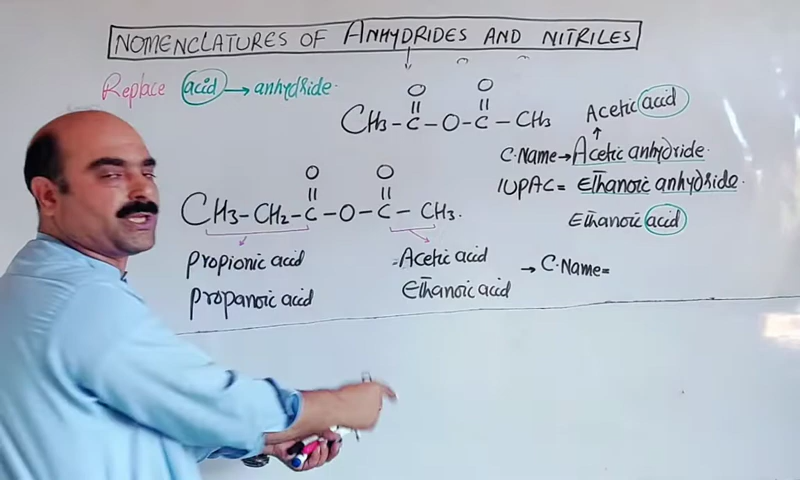 NOMENCLATURES OF ANHYDRIDES AND NITRILES
Replace acid → anhydride.
O O
CH3-C-O-C-CH3
Acetic acid
C.Name→Acetic anhydride.
IUPAC= Ethanoic anhydride.
Ethanoic acid
O O
CH3-CH2-C-O-C-CH3.
Propionic acid
Propanoic acid
Acetic acid
Ethanoic acid
→ C.Name=